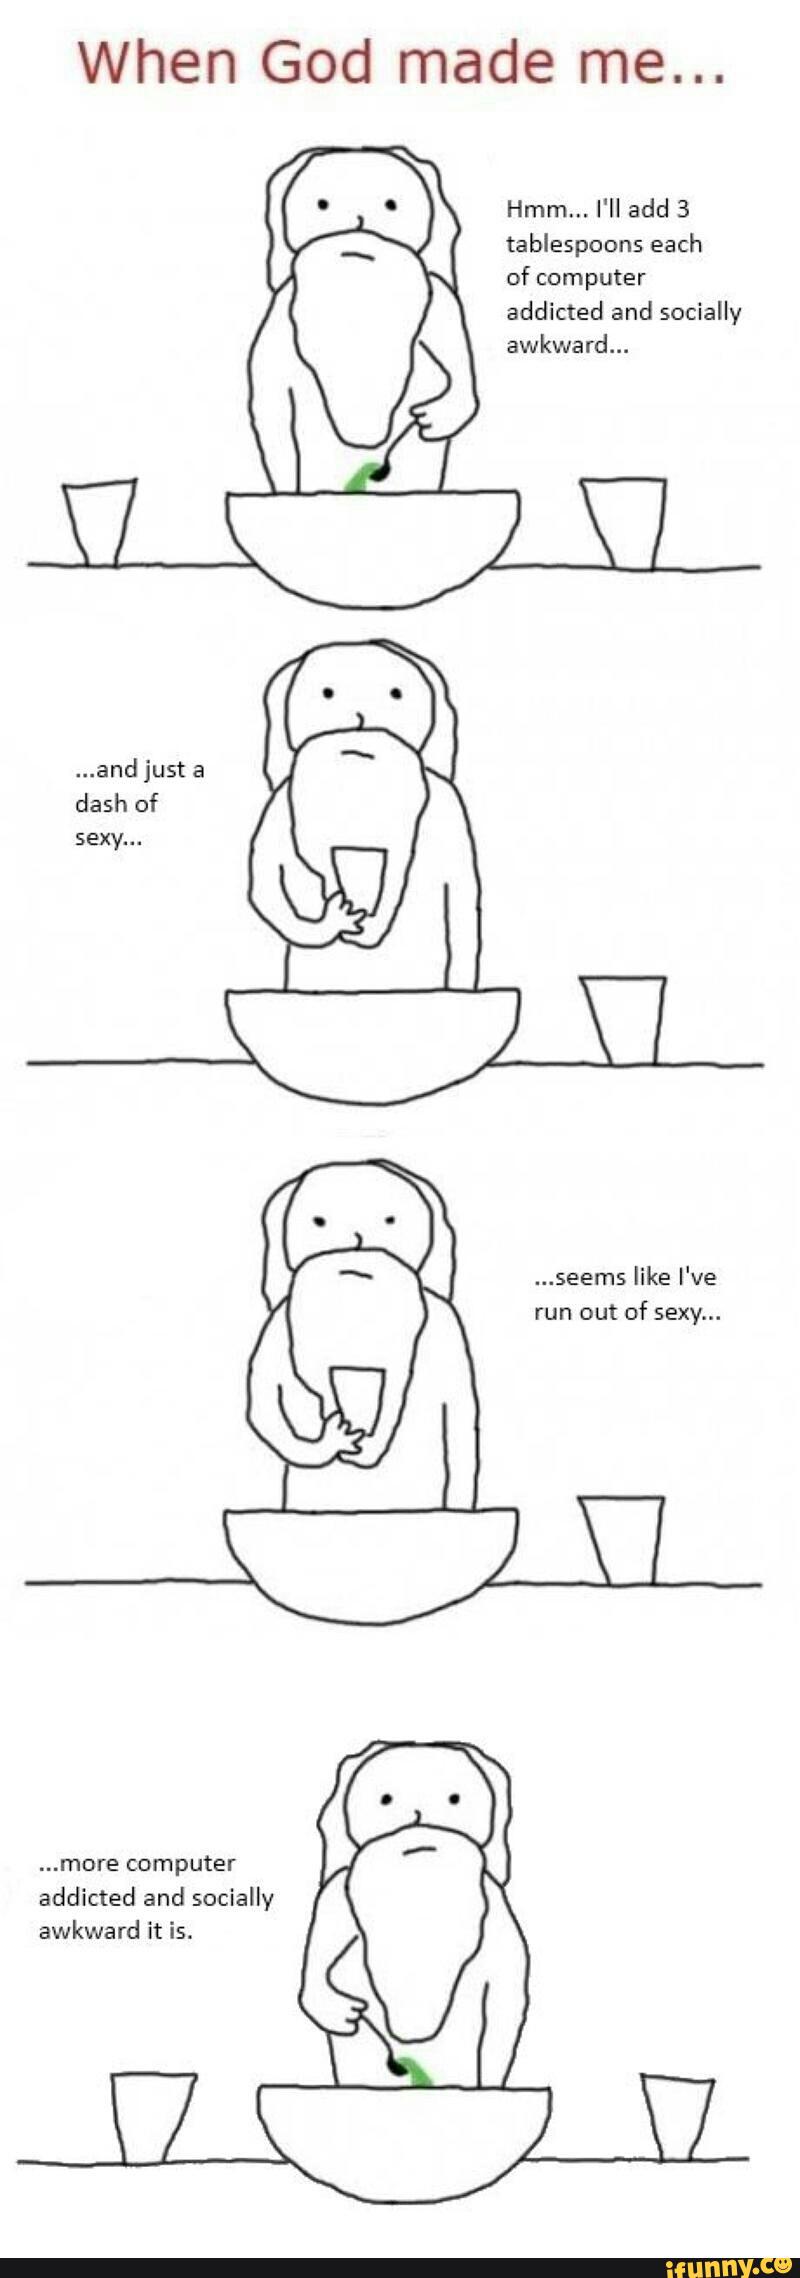 When God made me...
Hmm... I'll add 3
tablespoons each
of computer
addicted and socially
awkward...
...and just a
dash of
sexy...
...seems like I've
run out of sexy...
...more computer
addicted and socially
awkward it is.
ifunny.co